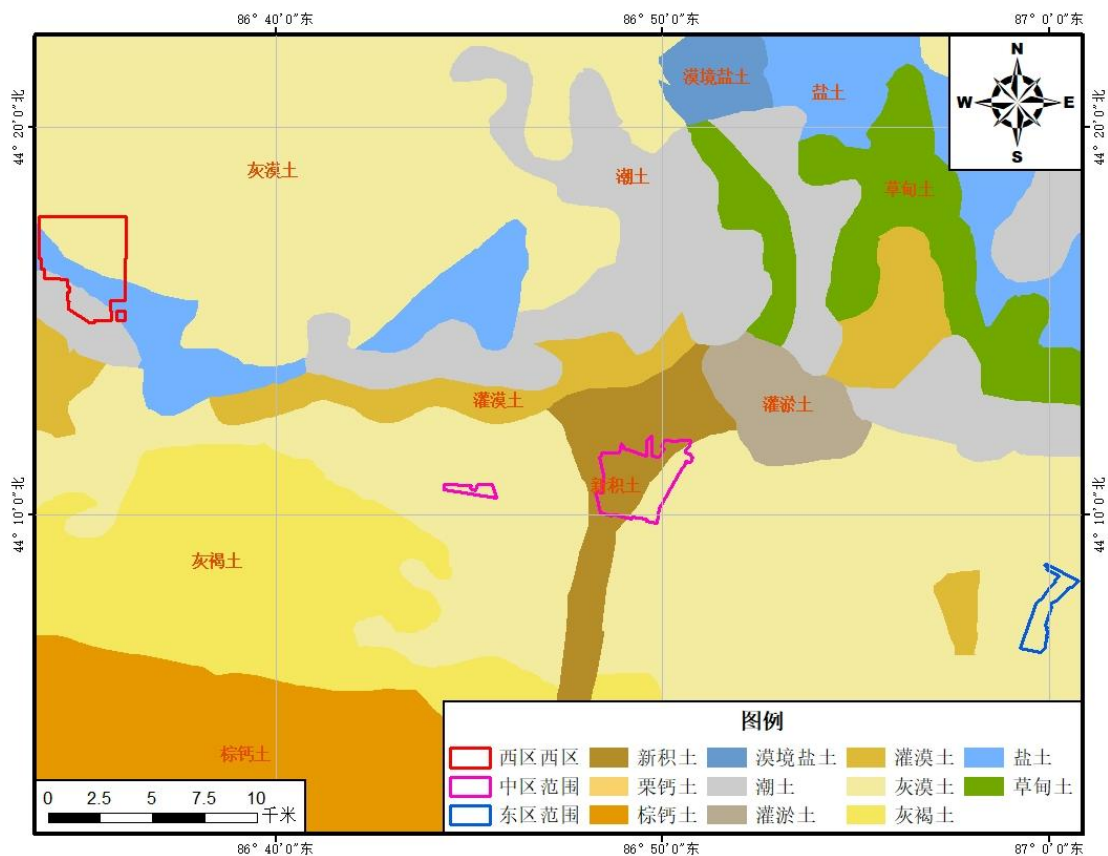 86° 40'0"东
86° 50'0"东
87° 0'0"东
44° 20'0"北
44° 20'0"北
44° 10'0"北
44° 10'0"北
N
W
E
S
漠境盐土
盐土
灰漠土
潮土
草甸土
灌漠土
灌淤土
新积土
灰褐土
棕钙土
图例
西区西区
新积土
漠境盐土
灌漠土
盐土
中区范围
栗钙土
潮土
灰漠土
草甸土
东区范围
棕钙土
灌淤土
灰褐土
0 2.5 5 7.5 10
千米
86° 40'0"东
86° 50'0"东
87° 0'0"东